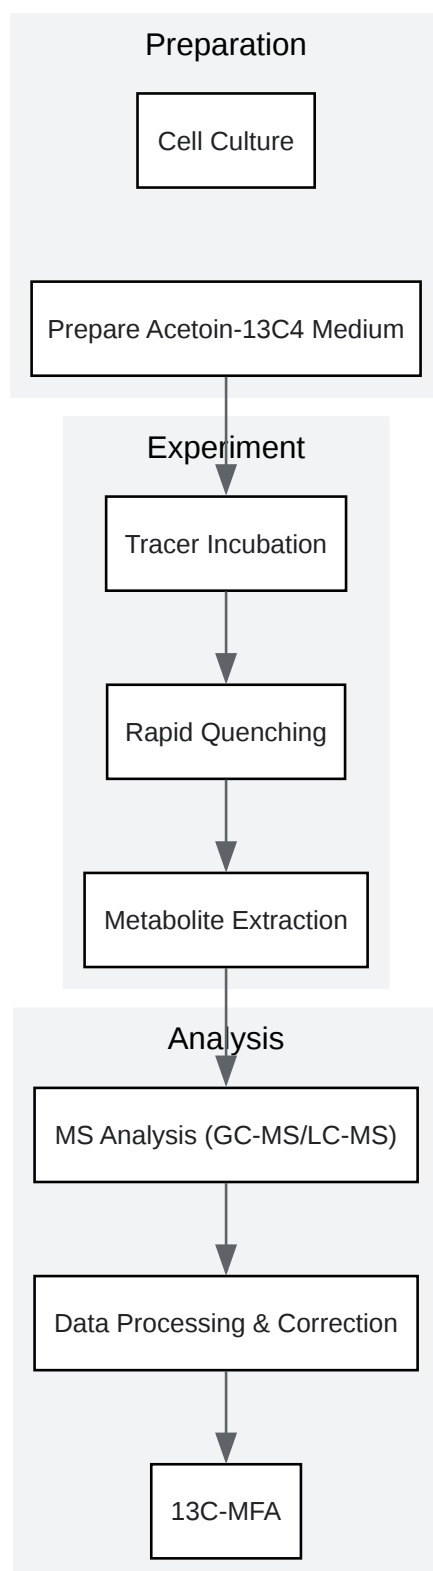 Preparation
Cell Culture
Prepare Acetoin-13C4 Medium
Experiment
Tracer Incubation
Rapid Quenching
Metabolite Extraction
Analysis
MS Analysis (GC-MS/LC-MS)
Data Processing & Correction
13C-MFA